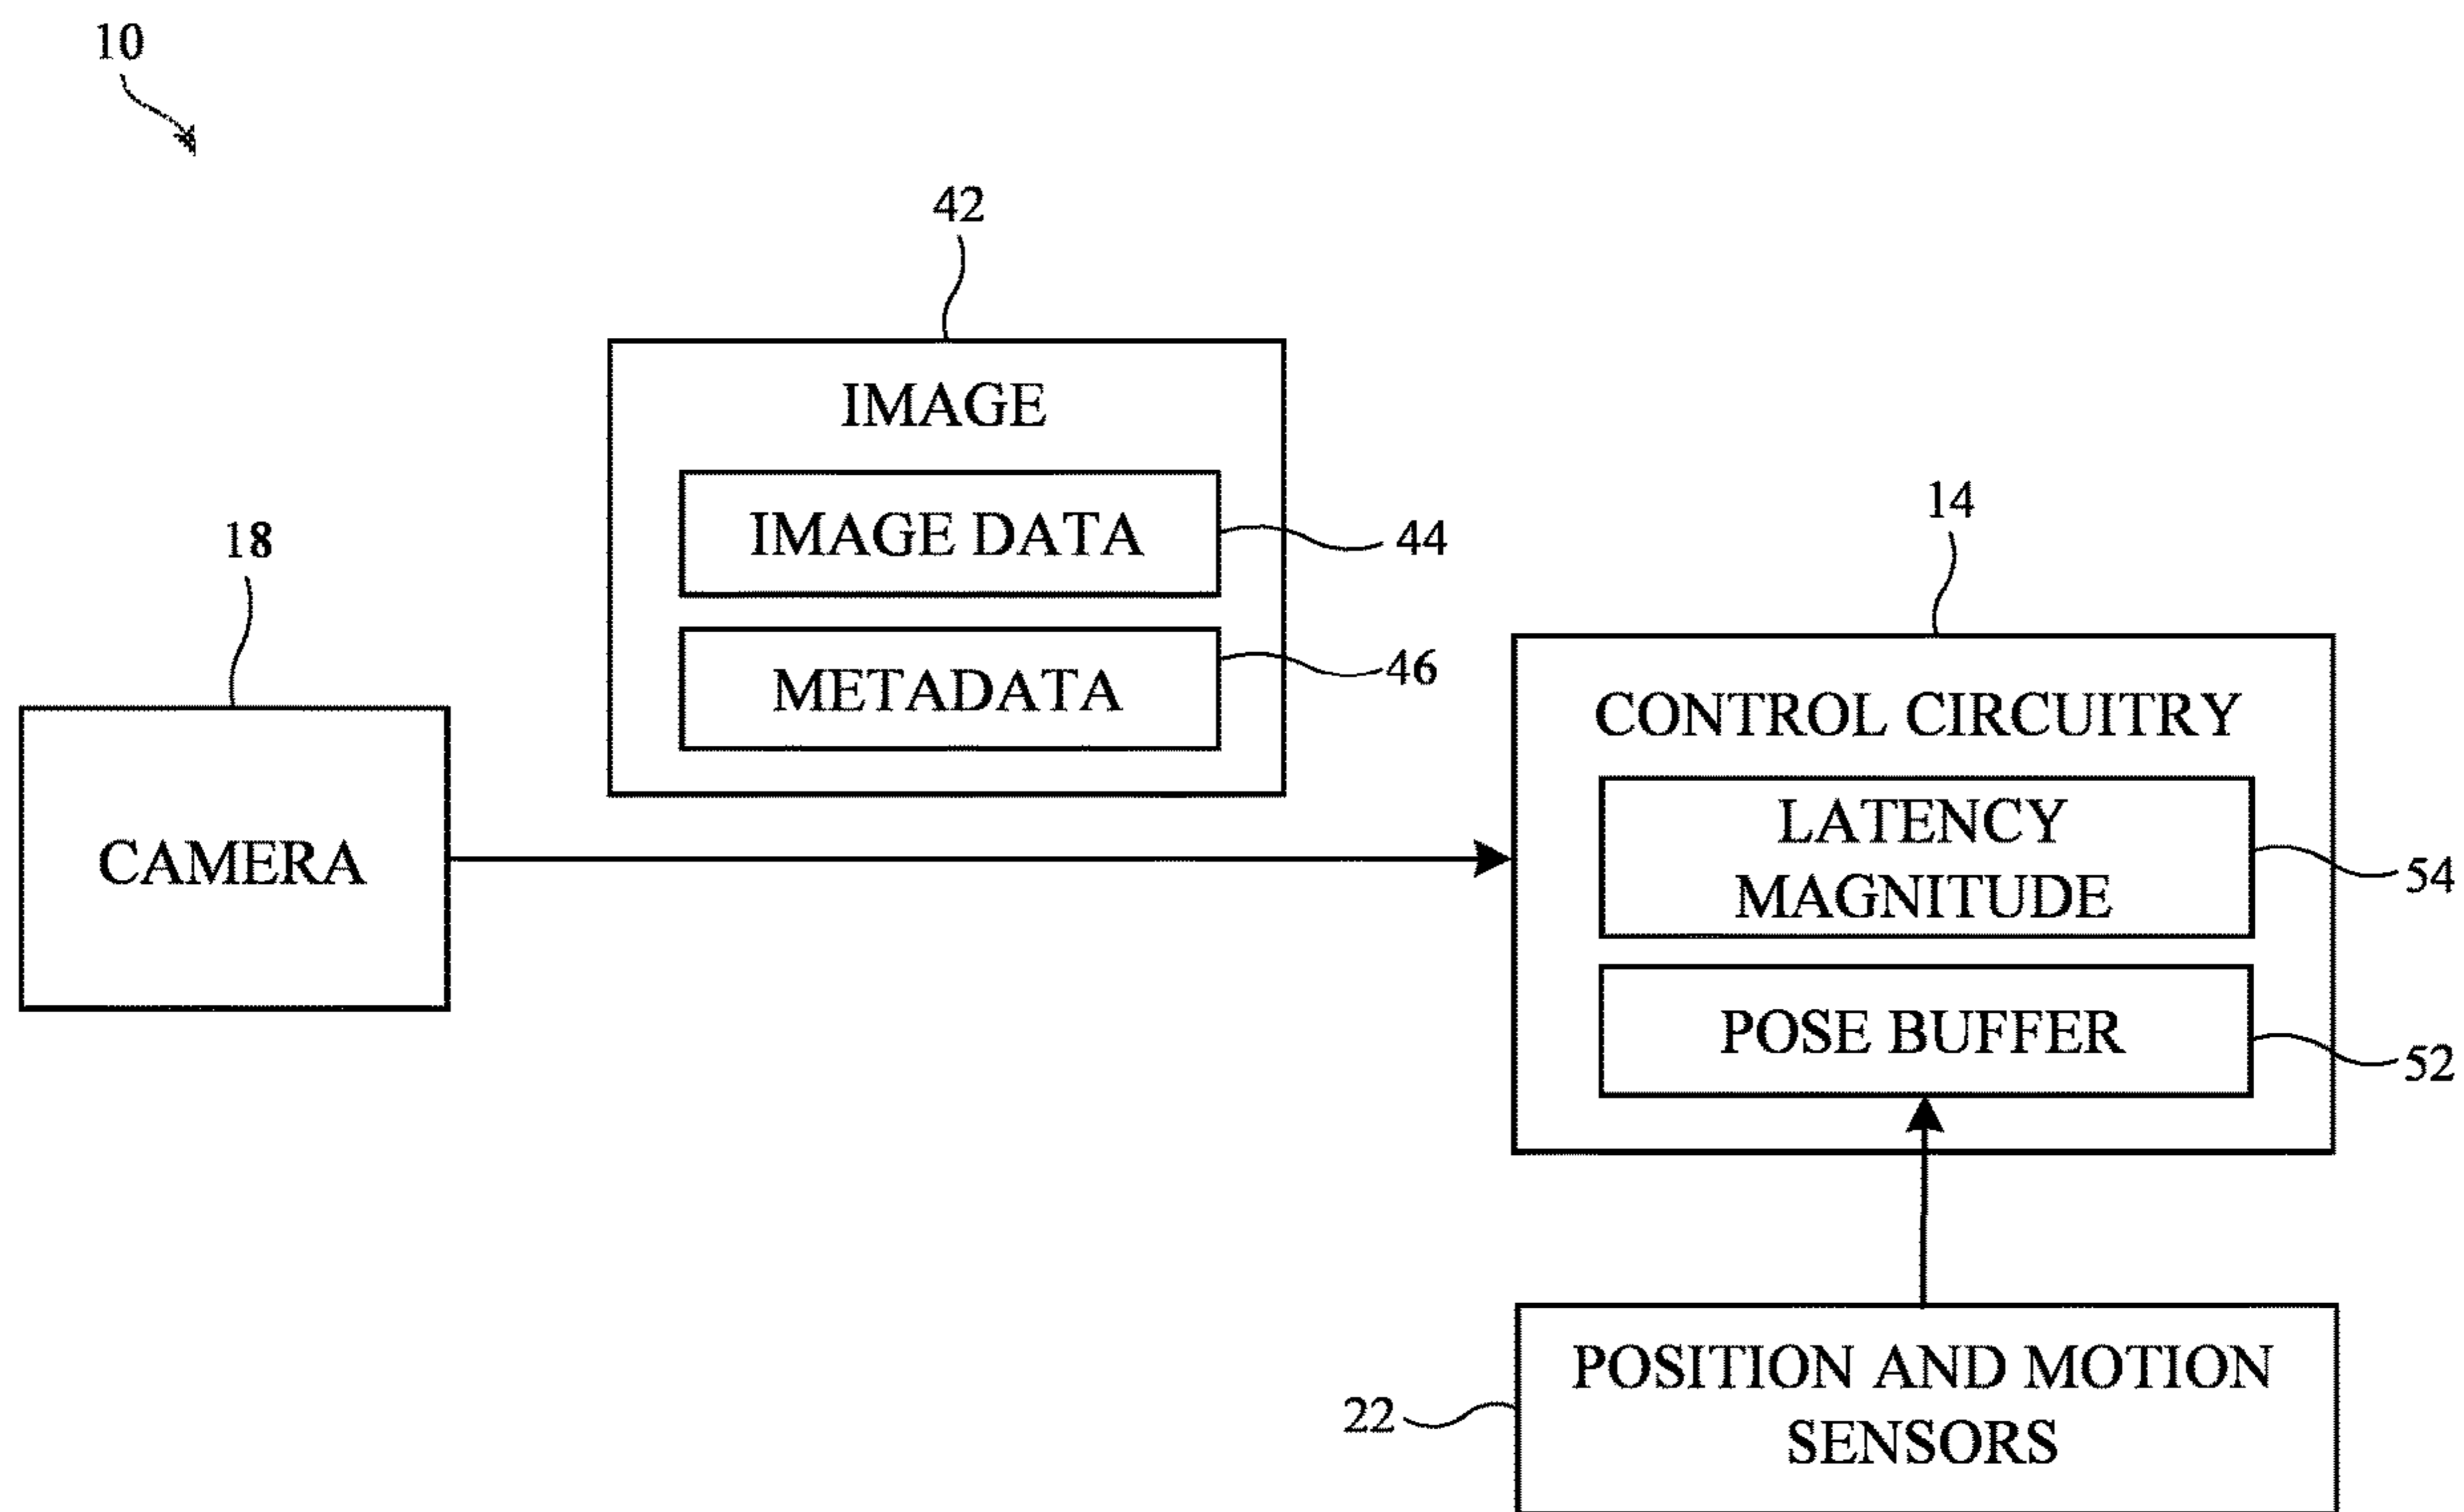 10
42
IMAGE
IMAGE DATA
44
METADATA
46
18
CAMERA
14
CONTROL CIRCUITRY
LATENCY
MAGNITUDE
54
POSE BUFFER
52
22
POSITION AND MOTION
SENSORS